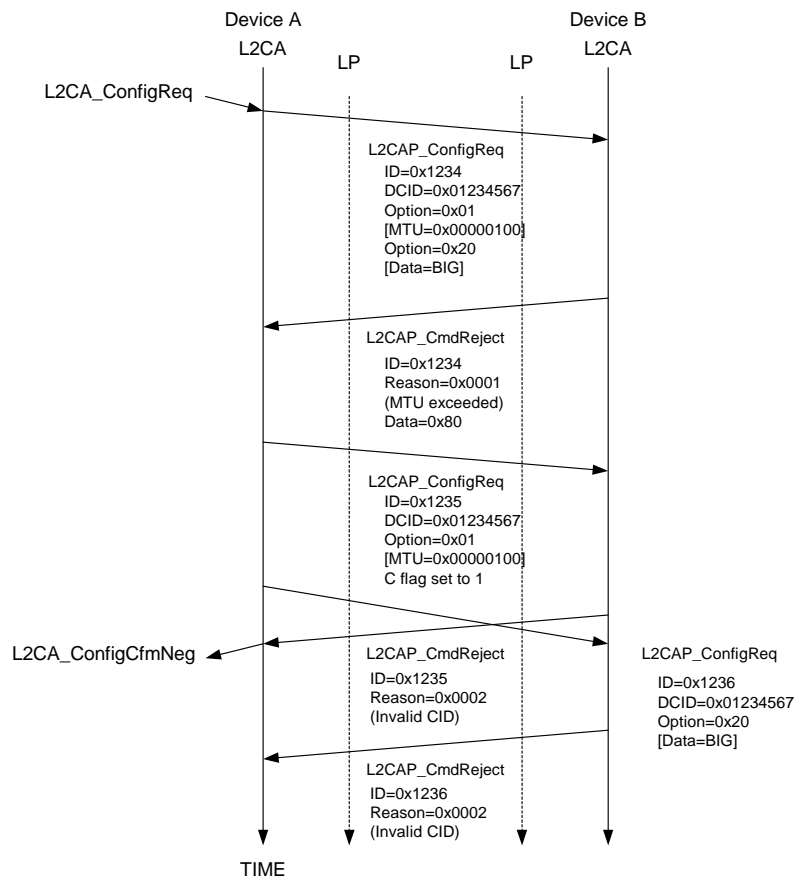 Device A
Device B
L2CA
LP
LP
L2CA
L2CA_ConfigReq
L2CAP_ConfigReq
ID=0x1234
DCID=0x01234567
Option=0x01
[MTU=0x00000100]
Option=0x20
[Data=BIG]
L2CAP_CmdReject
ID=0x1234
Reason=0x0001
(MTU exceeded)
Data=0x80
L2CAP_ConfigReq
ID=0x1235
DCID=0x01234567
Option=0x01
[MTU=0x00000100]
C flag set to 1
L2CA_ConfigCfmNeg
L2CAP_CmdReject
ID=0x1235
Reason=0x0002
(Invalid CID)
L2CAP_ConfigReq
ID=0x1236
DCID=0x01234567
Option=0x20
[Data=BIG]
L2CAP_CmdReject
ID=0x1236
Reason=0x0002
(Invalid CID)
TIME